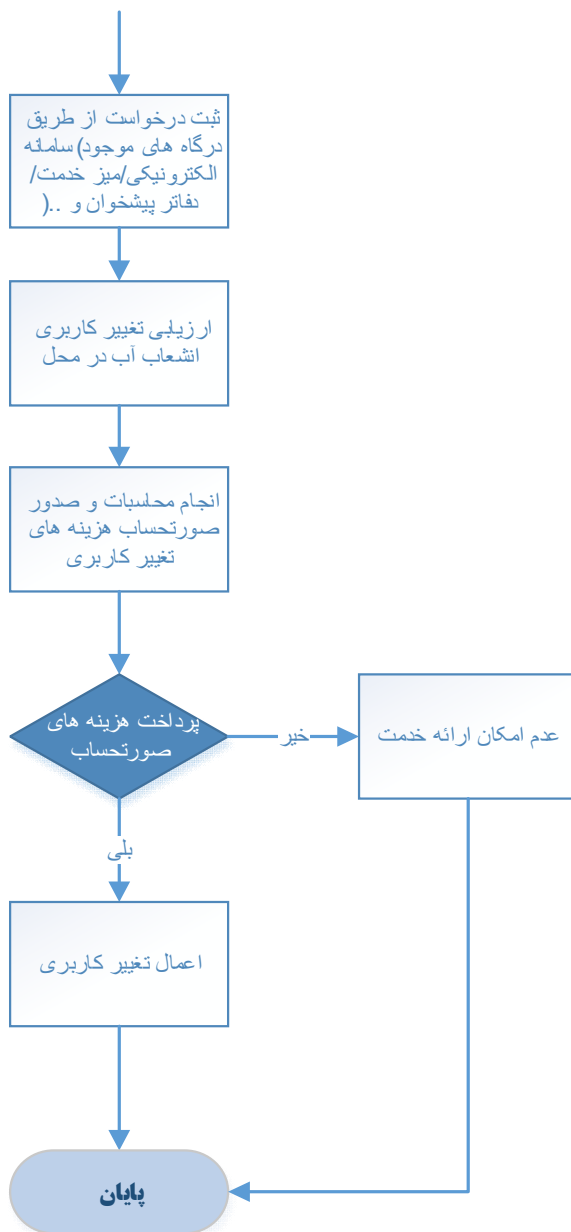 ثبت درخواست از طریق
درگاه های موجود)سامانه
الکترونیکی/میز خدمت/
دفاتر پیشخوان و ..(
ارزیابی تغییر کاربری
انشعاب آب در محل
انجام محاسبات و صدور
صورتحساب هزینه های
تغییر کاربری
پرداخت هزینه های
صورتحساب
خیر
عدم امکان ارائه خدمت
بلی
اعمال تغییر کاربری
پایان